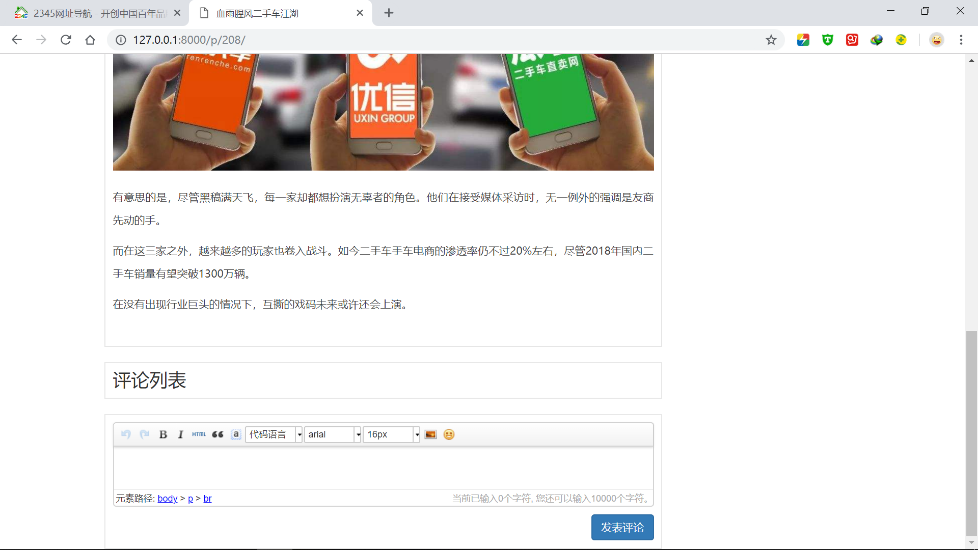 2345网址导航 - 开创中国百年品
血雨腥风二手车江湖
127.0.0.1:8000/p/208/
renrenche.com
优信
UXIN GROUP
二手车直卖网
有意思的是，尽管黑稿满天飞，每一家却都想扮演无辜者的角色。他们在接受媒体采访时，无一例外的强调是友商
先动的手。
而在这三家之外，越来越多的玩家也卷入战斗。如今二手车手车电商的渗透率仍不过20%左右，尽管2018年国内二
手车销量有望突破1300万辆。
在没有出现行业巨头的情况下，互撕的戏码未来或许还会上演。
评论列表
B I HTML a 代码语言 arial 16px
元素路径: body > p > br
当前已输入0个字符, 您还可以输入10000个字符。
发表评论